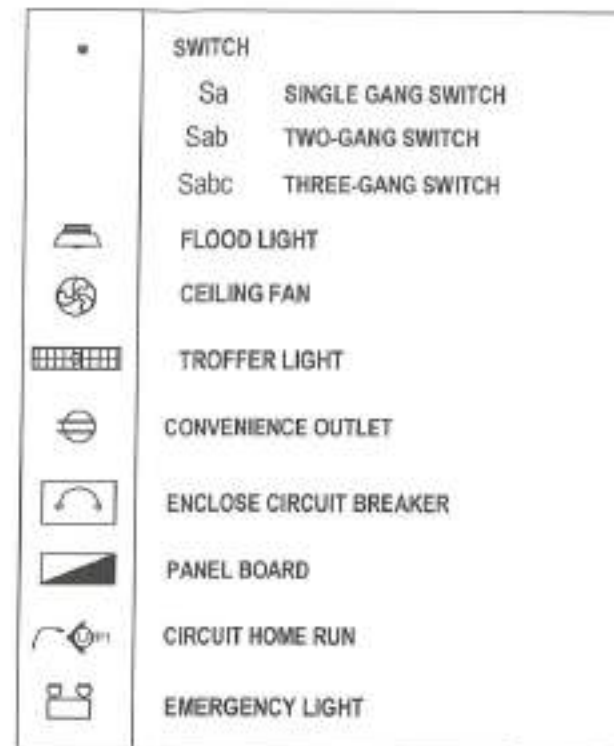 SWITCH
Sa SINGLE GANG SWITCH
Sab TWO-GANG SWITCH
Sabc THREE-GANG SWITCH
FLOOD LIGHT
CEILING FAN
TROFFER LIGHT
CONVENIENCE OUTLET
ENCLOSE CIRCUIT BREAKER
PANEL BOARD
CIRCUIT HOME RUN
EMERGENCY LIGHT